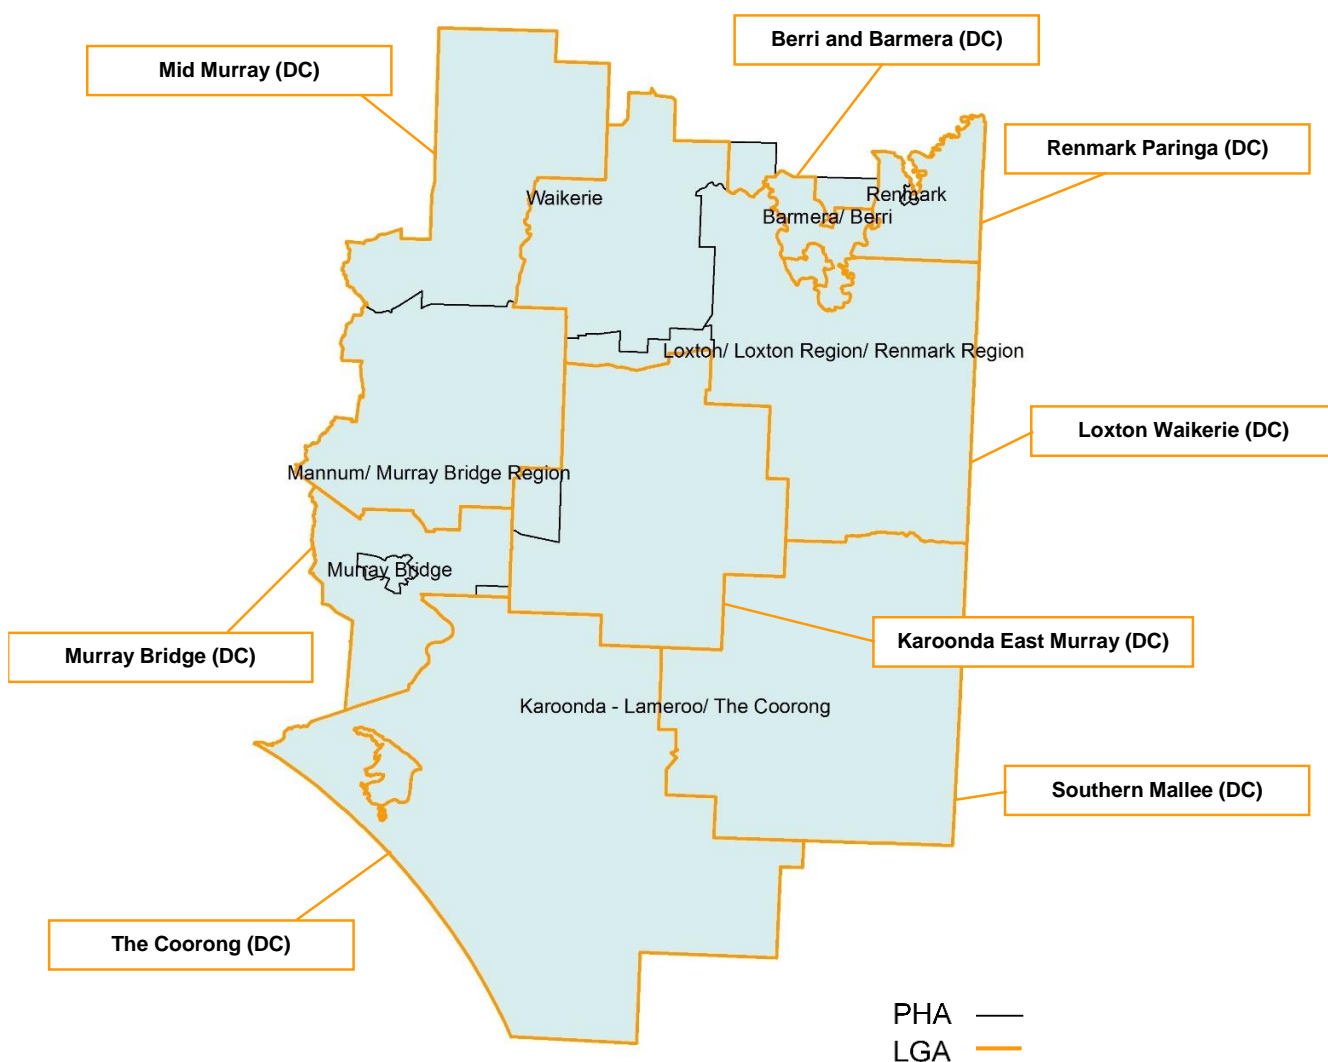 Berri and Barmera (DC)
Mid Murray (DC)
Renmark Paringa (DC)
Waikerie
Renmark
Barmera/ Berri
Loxton/ Loxton Region/ Renmark Region
Loxton Waikerie (DC)
Mannum/ Murray Bridge Region
Murray Bridge
Karoonda East Murray (DC)
Murray Bridge (DC)
Karoonda - Lameroo/ The Coorong
Southern Mallee (DC)
The Coorong (DC)
PHA
LGA